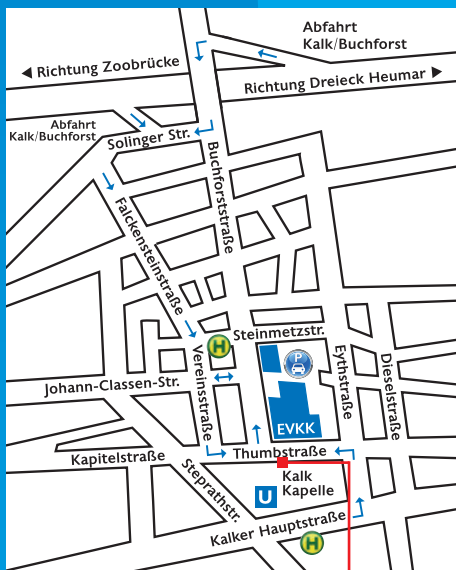 Abfahrt
Kalk/Buchforst
Richtung Zoobrücke
Richtung Dreieck Heumar
Abfahrt
Kalk/Buchforst
Solinger Str.
Buchforststraße
Falckensteinstraße
H
Steinmetzstr.
P
Vereinsstraße
Eythstraße
Dieselstraße
Johann-Classen-Str.
EVKK
Kapitelstraße
Thumbstraße
Kalk
Kapelle
U
Steprathstr.
Kalker Hauptstraße
H